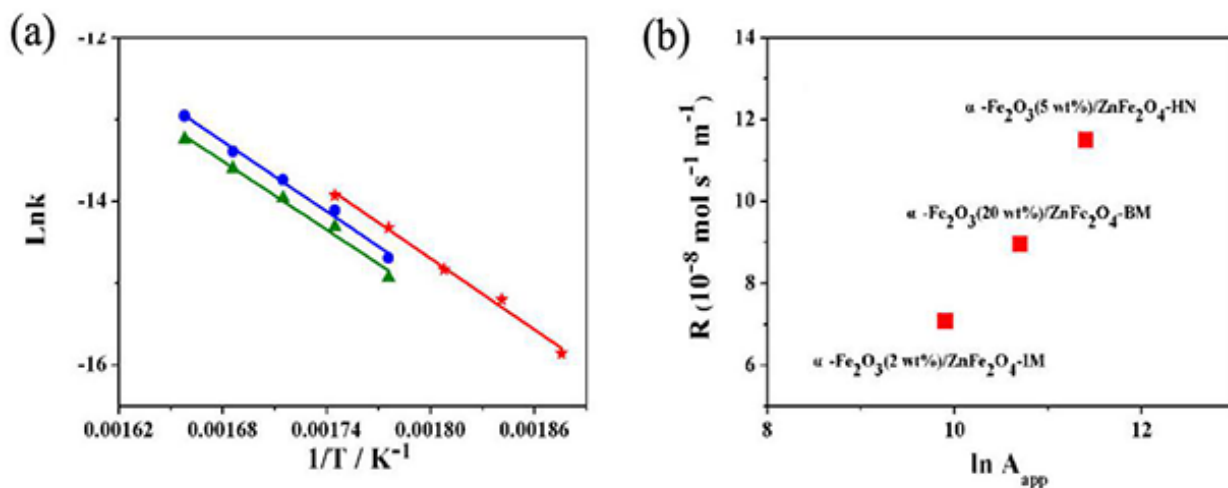 (a)
-12
-14
-16
Lnk
0.00162 0.00168 0.00174 0.00180 0.00186
1/T / K⁻¹
(b)
14
12
10
8
6
R (10⁻⁸ mol s⁻¹ m⁻¹)
α -Fe₂O₃(5 wt%)/ZnFe₂O₄-HN
α -Fe₂O₃(20 wt%)/ZnFe₂O₄-BM
α -Fe₂O₃(2 wt%)/ZnFe₂O₄-IM
8 10 12
ln Aₐₚₚ